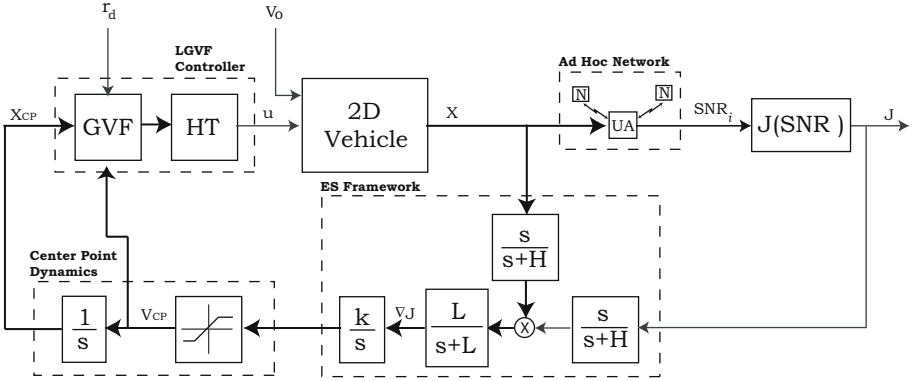 r_d
V_o
LGVF
Controller
Ad Hoc Network
X_CP
GVF
HT
u
2D
Vehicle
X
N
N
UA
SNR_i
J(SNR )
J
ES Framework
s
s+H
Center Point
Dynamics
1
s
V_CP
k
s
∇J
L
s+L
X
s
s+H